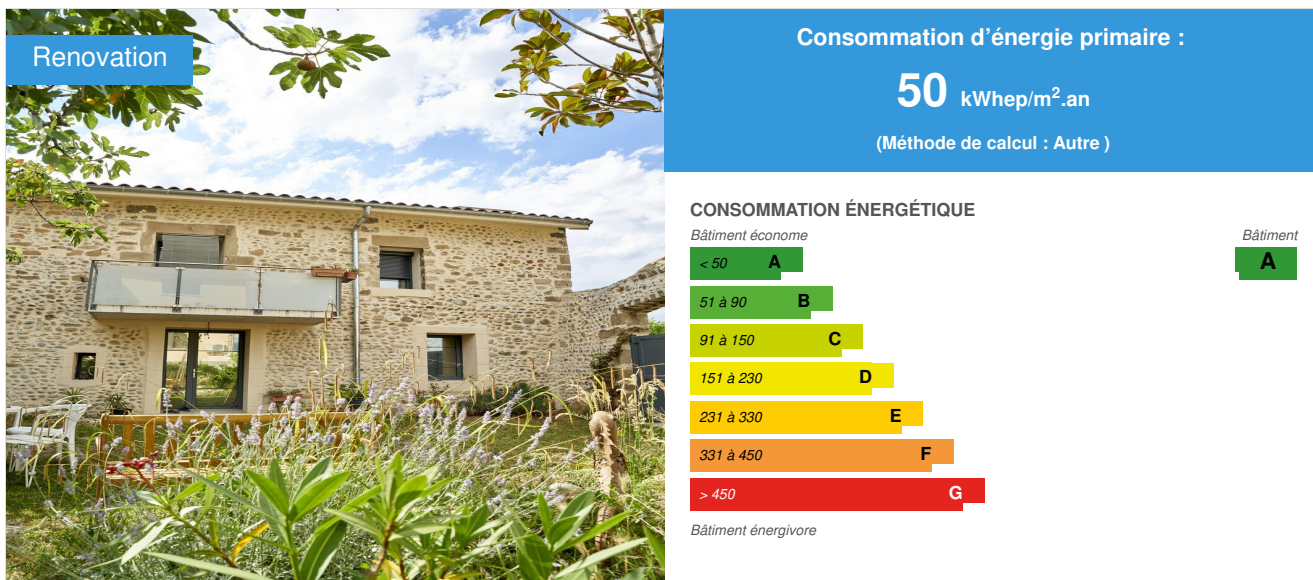 Renovation
Consommation d'énergie primaire :
50 kWhep/m².an
(Méthode de calcul : Autre )
CONSOMMATION ÉNERGÉTIQUE
Bâtiment économe
Bâtiment
< 50 A
A
51 à 90 B
91 à 150 C
151 à 230 D
231 à 330 E
331 à 450 F
> 450 G
Bâtiment énergivore